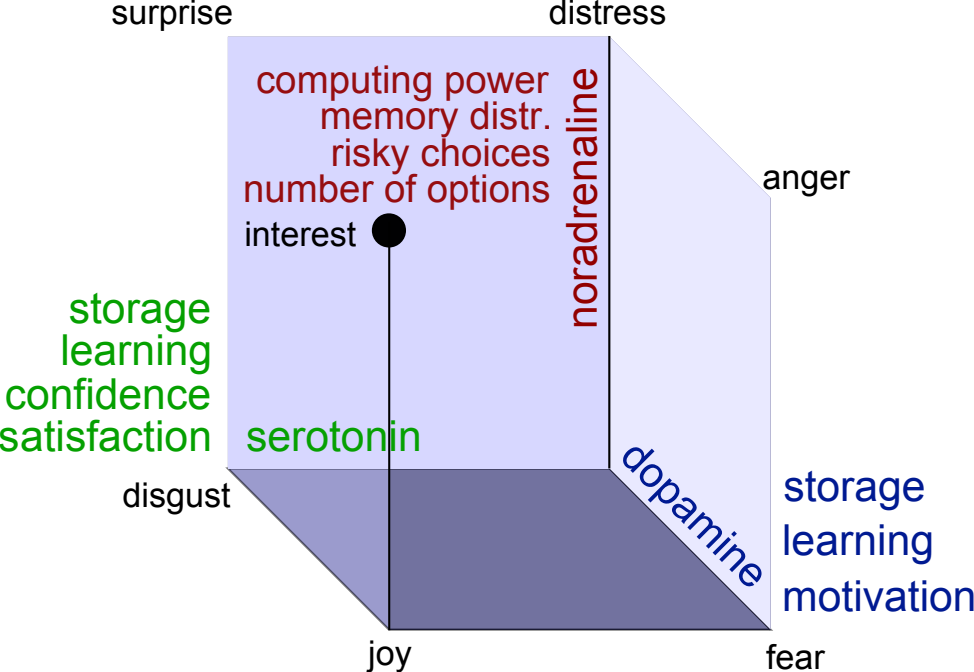 surprise
distress
computing power
memory distr.
risky choices
number of options
noradrenaline
anger
interest
storage
learning
confidence
satisfaction
serotonin
disgust
dopamine
storage
learning
motivation
joy
fear